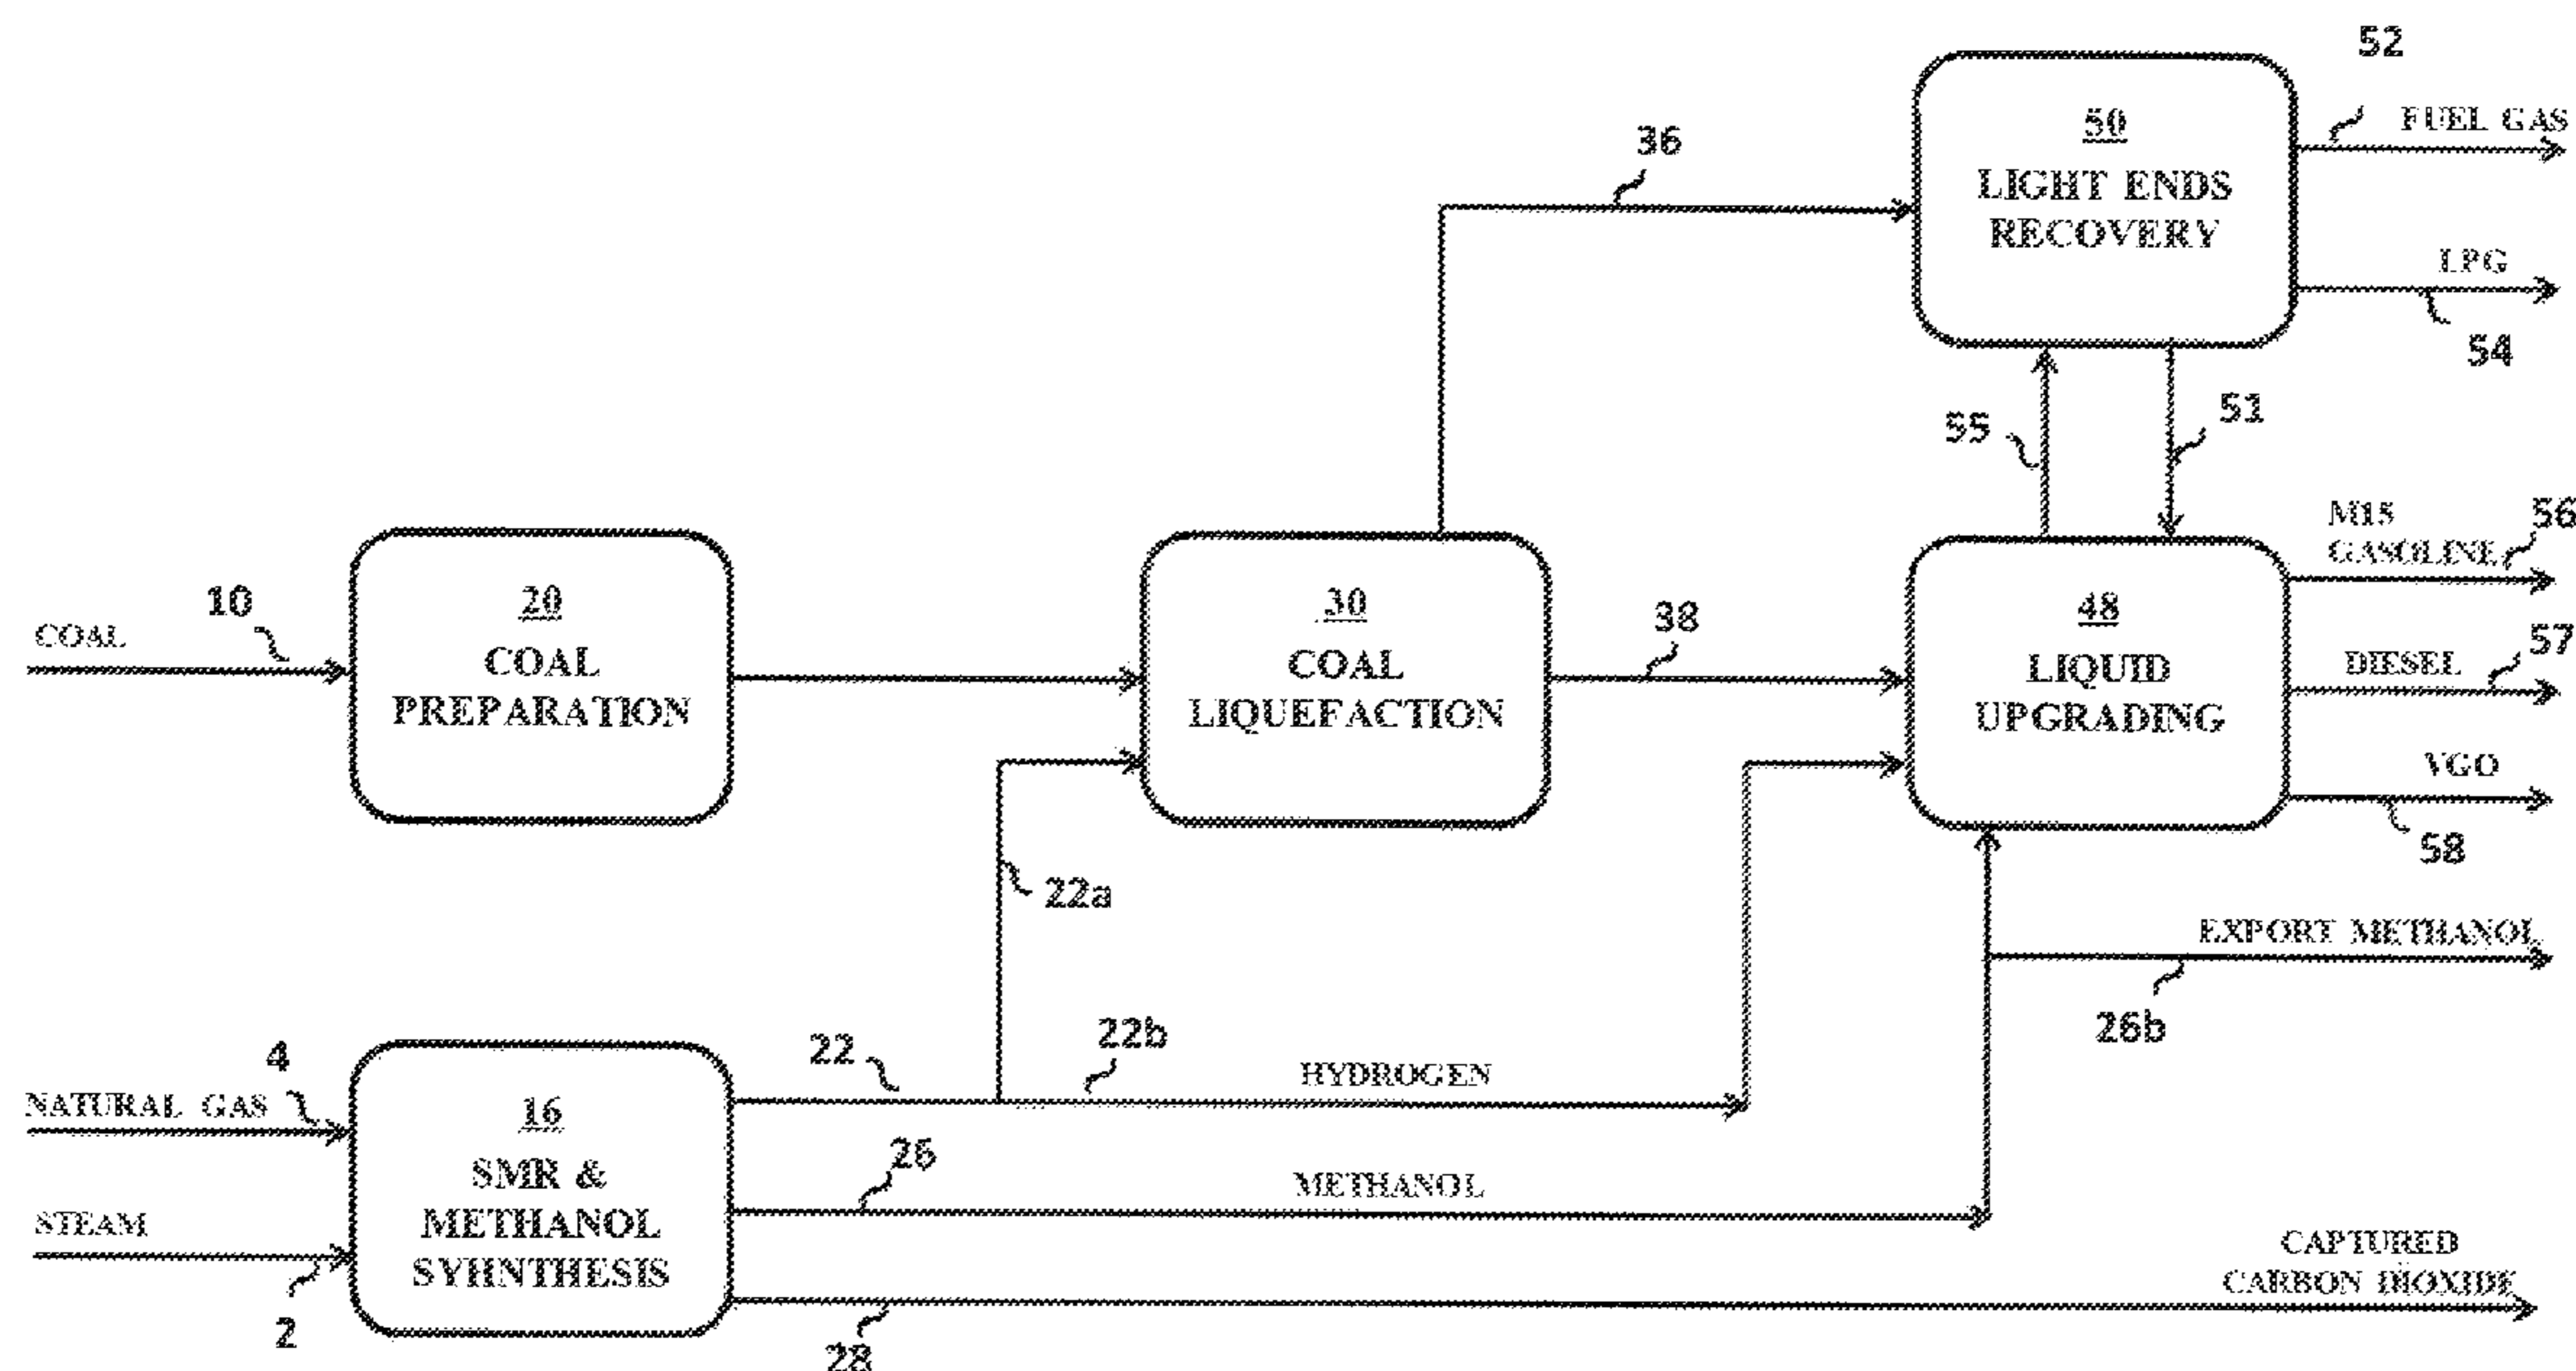 52
50
FUEL GAS
36
LIGHT ENDS
RECOVERY
LPG
54
55
51
M15
56
GASOLINE
10
20
30
38
48
57
COAL
COAL
COAL
LIQUID
DIESEL
PREPARATION
LIQUEFACTION
UPGRADING
VGO
58
22a
EXPORT METHANOL
26b
4
22
22b
HYDROGEN
NATURAL GAS
16
26
SMR &
METHANOL
STEAM
METHANOL
SYHNTHESIS
CAPTURED
CARBON DIOXIDE
2
28